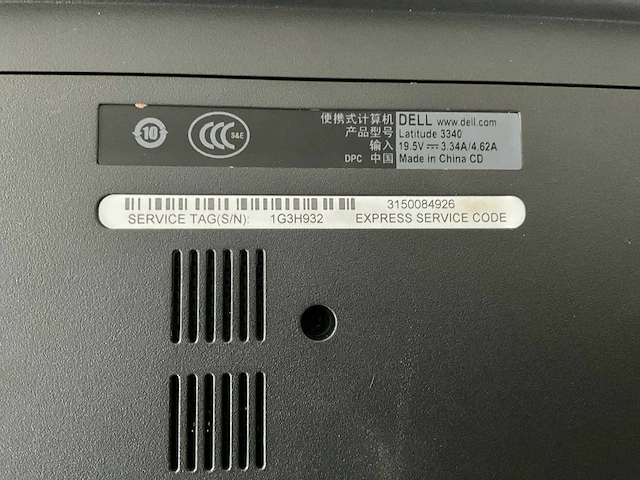 便携式计算机 DELL www.dell.com
产品型号 Latitude 3340
输入 19.5V⎓3.34A/4.62A
DPC 中国 Made in China CD
10
CCC S&E
3150084926
SERVICE TAG(S/N): 1G3H932 EXPRESS SERVICE CODE